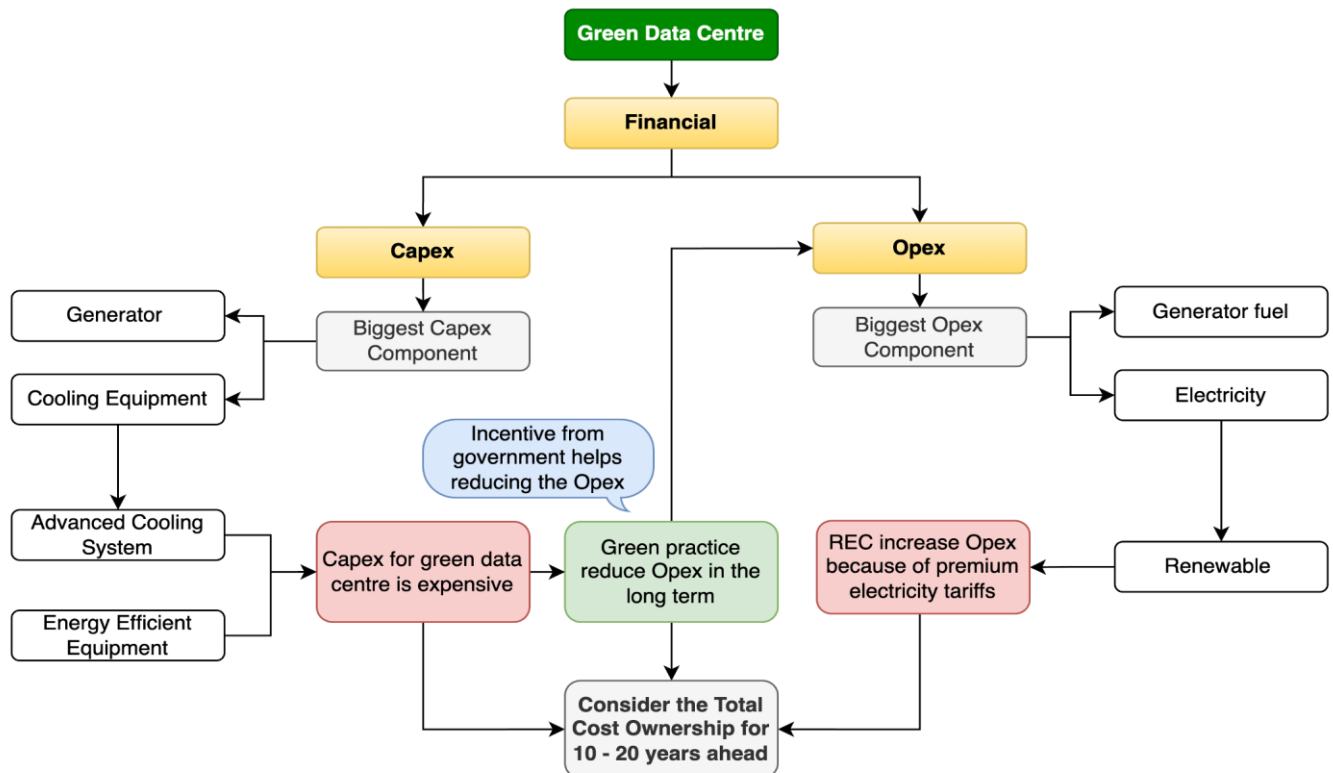 Green Data Centre
Financial
Capex
Opex
Generator
Biggest Capex
Component
Biggest Opex
Component
Generator fuel
Cooling Equipment
Electricity
Incentive from
government helps
reducing the Opex
Advanced Cooling
System
Capex for green data
centre is expensive
Green practice
reduce Opex in the
long term
REC increase Opex
because of premium
electricity tariffs
Renewable
Energy Efficient
Equipment
Consider the Total
Cost Ownership for
10 - 20 years ahead